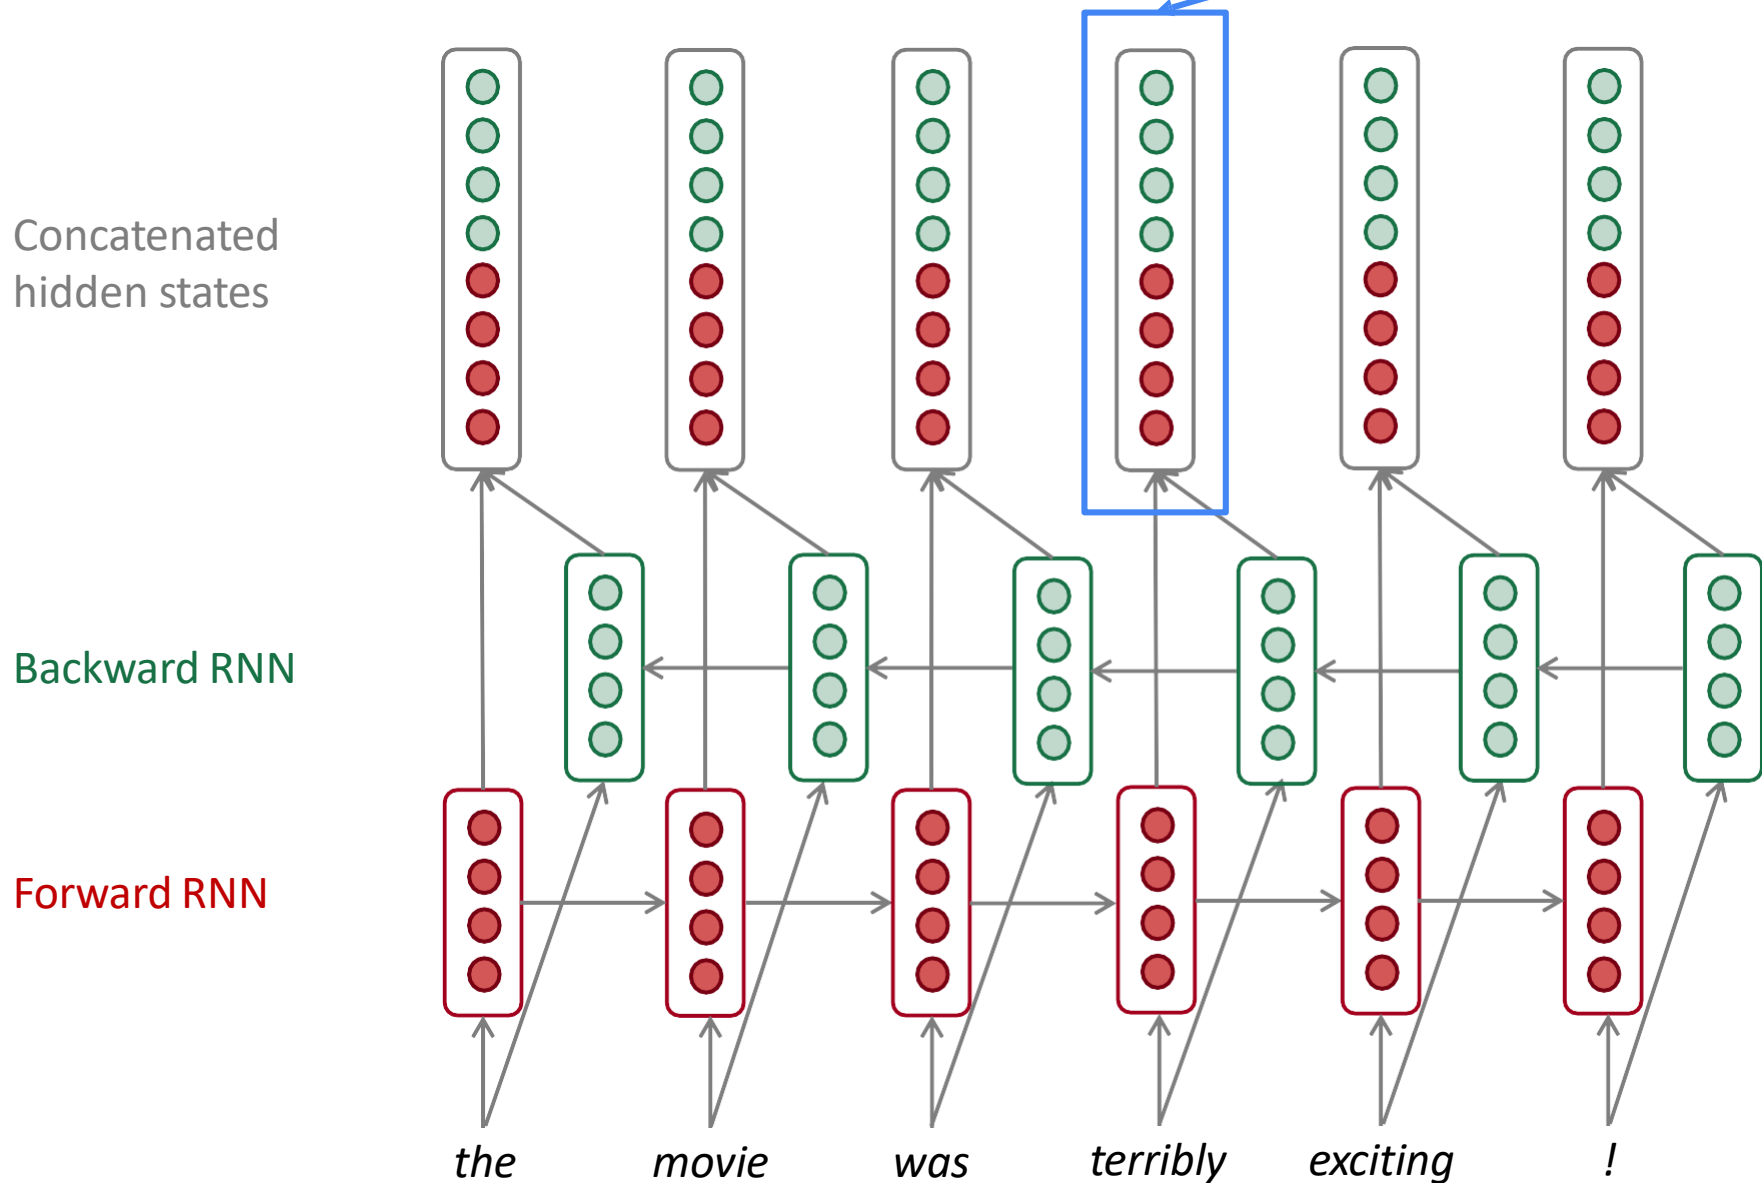 Concatenated
hidden states
Backward RNN
Forward RNN
the movie was terribly exciting !